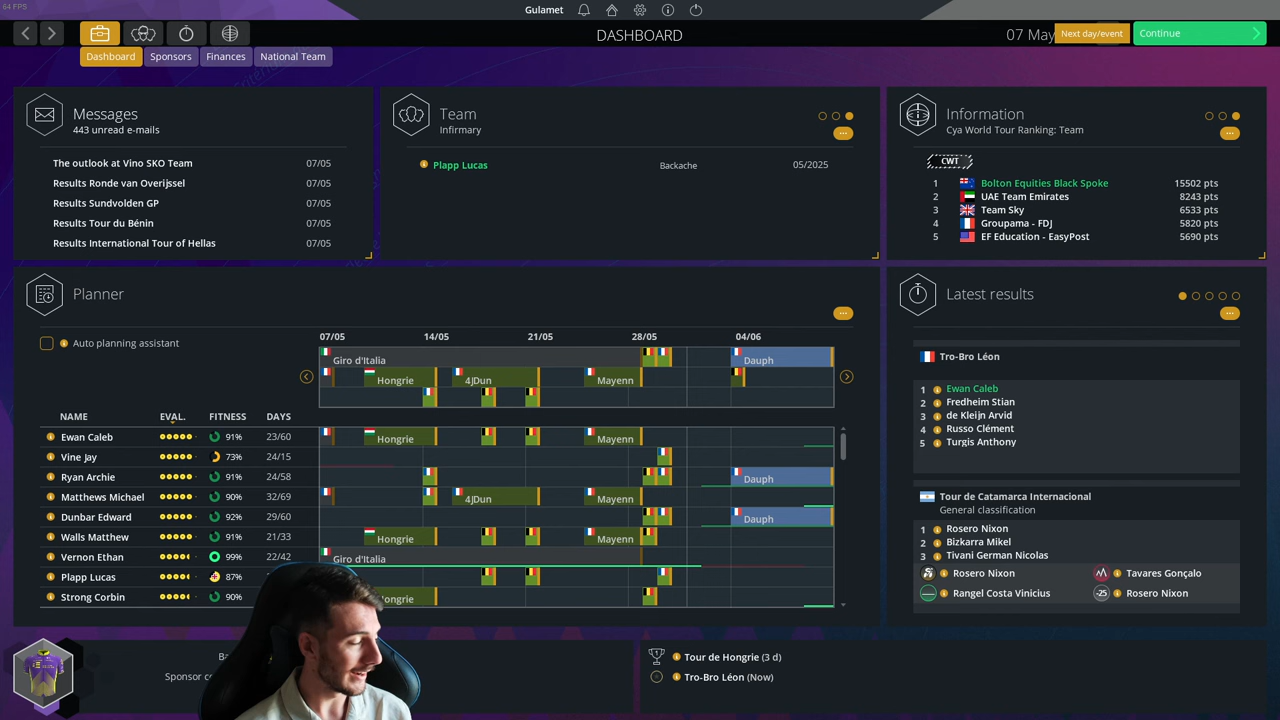 64 FPS
Gulamet
DASHBOARD
07 May
Next day/event
Continue
Dashboard
Sponsors
Finances
National Team
Messages
443 unread e-mails
The outlook at Vino SKO Team 07/05
Results Ronde van Overijssel 07/05
Results Sundvolden GP 07/05
Results Tour du Bénin 07/05
Results International Tour of Hellas 07/05
Team
Infirmary
Plapp Lucas Backache 05/2025
Information
Cya World Tour Ranking: Team
CWT
1 Bolton Equities Black Spoke 15502 pts
2 UAE Team Emirates 8243 pts
3 Team Sky 6533 pts
4 Groupama - FDJ 5820 pts
5 EF Education - EasyPost 5690 pts
Planner
Auto planning assistant
07/05 14/05 21/05 28/05 04/06
Giro d'Italia Dauph
Hongrie 4JDun Mayenn
NAME EVAL. FITNESS DAYS
Ewan Caleb 91% 23/60 Hongrie Mayenn
Vine Jay 73% 24/15
Ryan Archie 91% 24/58 Dauph
Matthews Michael 90% 32/69 4JDun Mayenn
Dunbar Edward 92% 29/60 Dauph
Walls Matthew 91% 21/33 Hongrie Mayenn
Vernon Ethan 99% 22/42 Giro d'Italia
Plapp Lucas 87%
Strong Corbin 90% ongrie
Latest results
Tro-Bro Léon
1 Ewan Caleb
2 Fredheim Stian
3 de Kleijn Arvid
4 Russo Clément
5 Turgis Anthony
Tour de Catamarca Internacional
General classification
1 Rosero Nixon
2 Bizkarra Mikel
3 Tivani German Nicolas
Rosero Nixon Tavares Gonçalo
Rangel Costa Vinicius -25 Rosero Nixon
Ba
Sponsor co
Tour de Hongrie (3 d)
Tro-Bro Léon (Now)